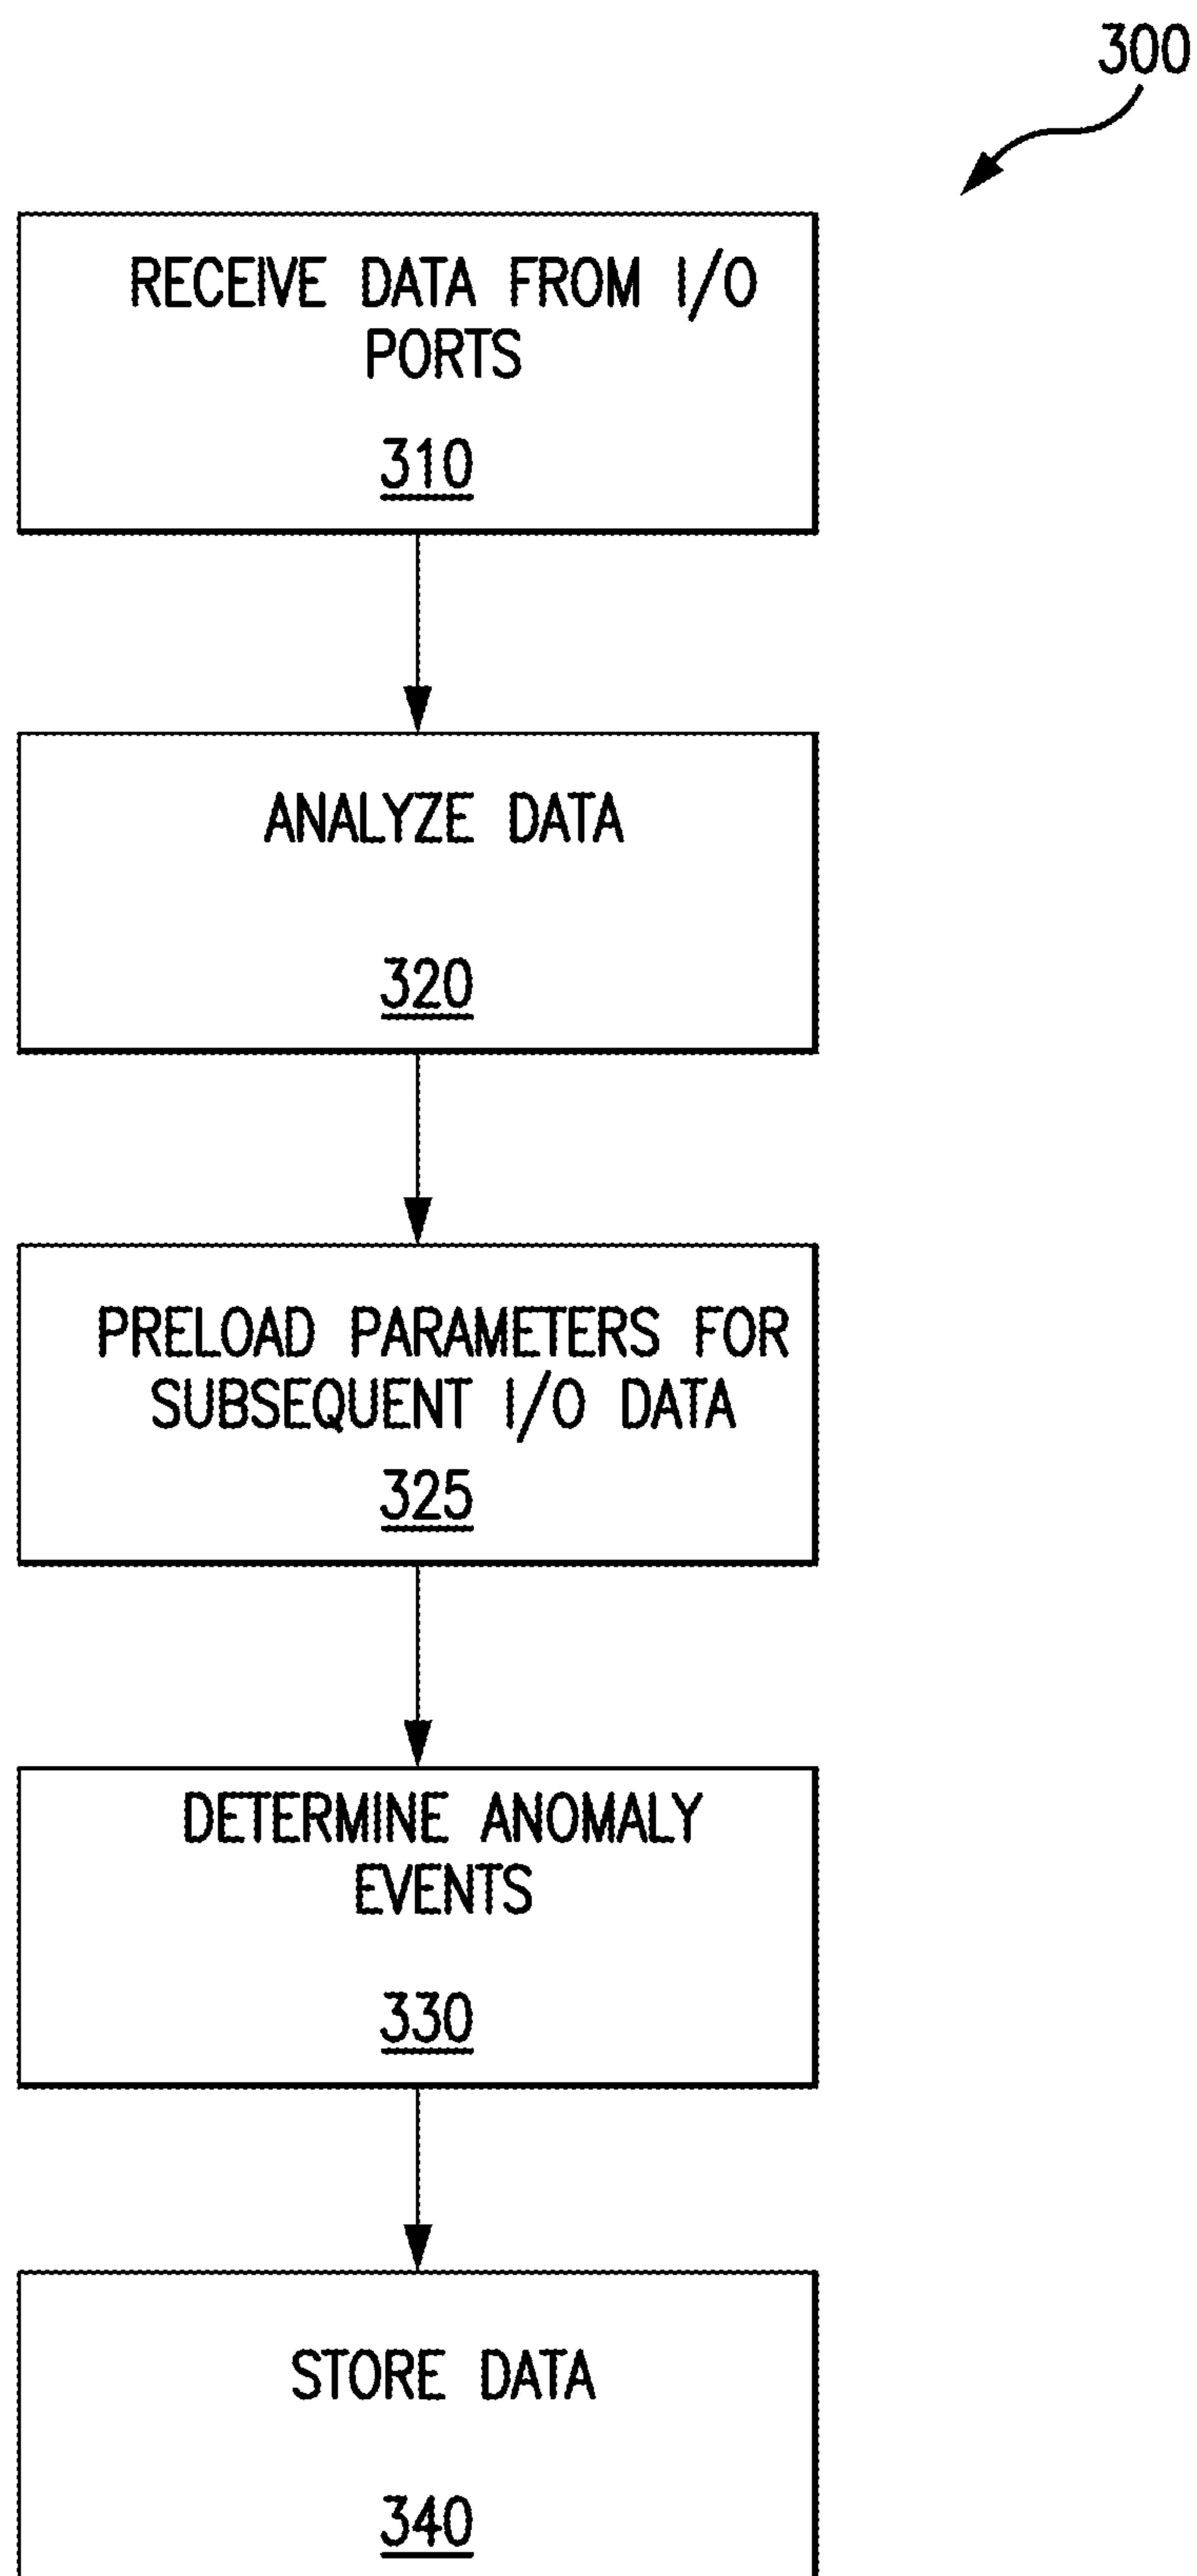 300
RECEIVE DATA FROM I/O
PORTS
310
ANALYZE DATA
320
PRELOAD PARAMETERS FOR
SUBSEQUENT I/O DATA
325
DETERMINE ANOMALY
EVENTS
330
STORE DATA
340